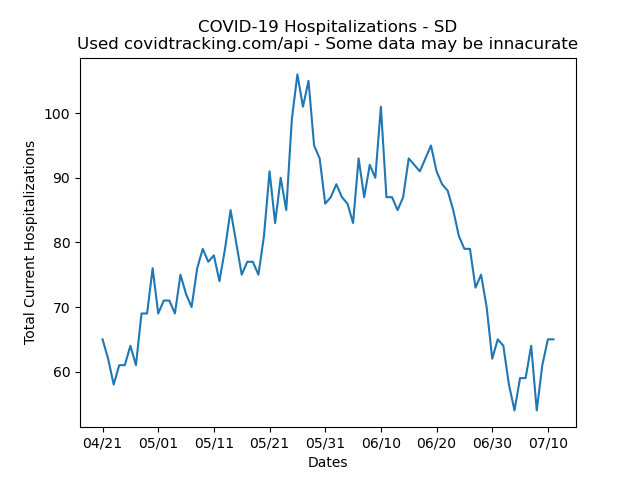 COVID-19 Hospitalizations - SD
Used covidtracking.com/api - Some data may be innacurate
Total Current Hospitalizations
100
90
80
70
60
04/21 05/01 05/11 05/21 05/31 06/10 06/20 06/30 07/10
Dates